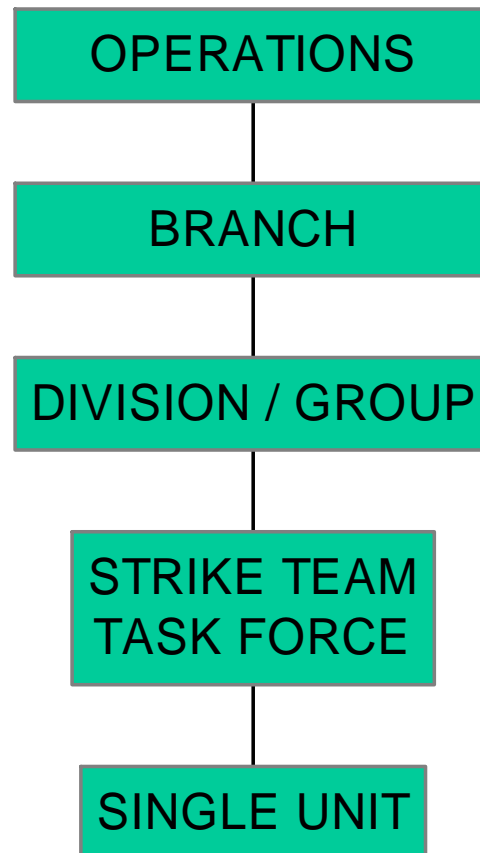 OPERATIONS
BRANCH
DIVISION / GROUP
STRIKE TEAM
TASK FORCE
SINGLE UNIT